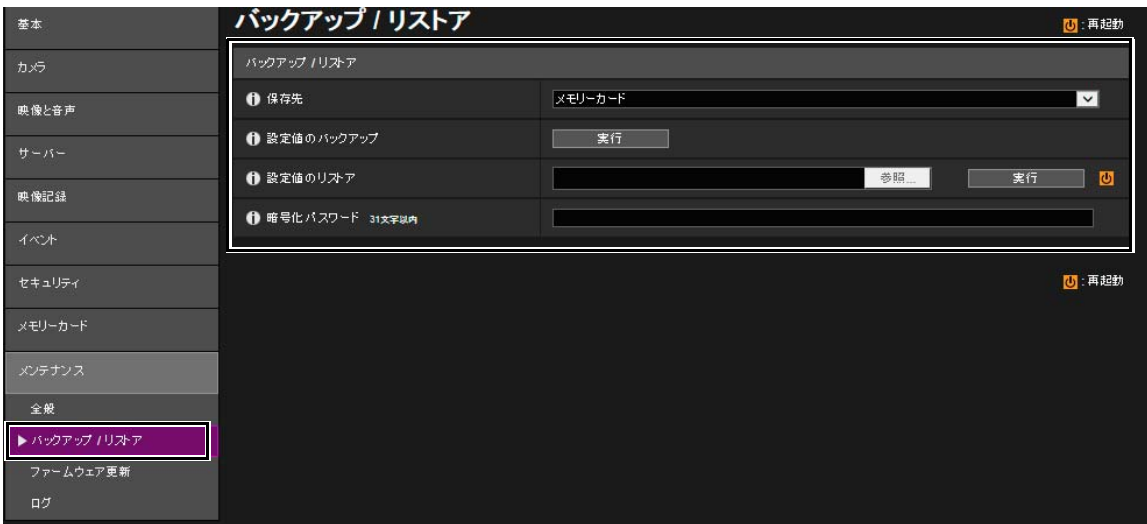 基本
カメラ
映像と音声
サーバー
映像記録
イベント
セキュリティ
メモリーカード
メンテナンス
全般
バックアップ / リストア
ファームウェア更新
ログ
バックアップ / リストア
:再起動
バックアップ / リストア
保存先 メモリーカード
設定値のバックアップ 実行
設定値のリストア 参照... 実行
暗号化パスワード 31文字以内
:再起動